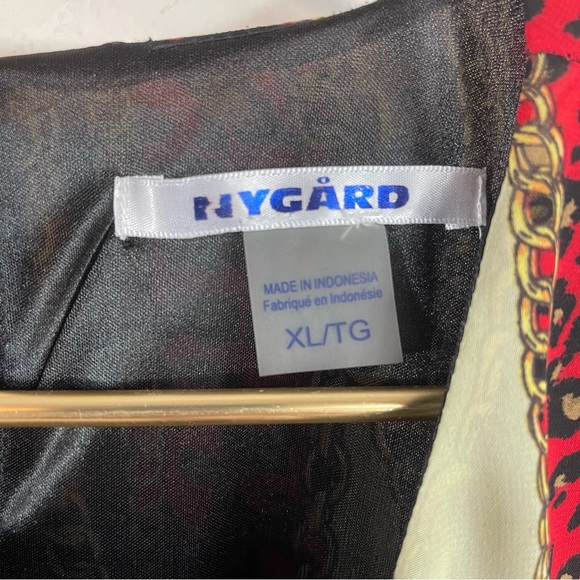 NYGÅRD
MADE IN INDONESIA
Fabriqué en Indonésie
XL/TG